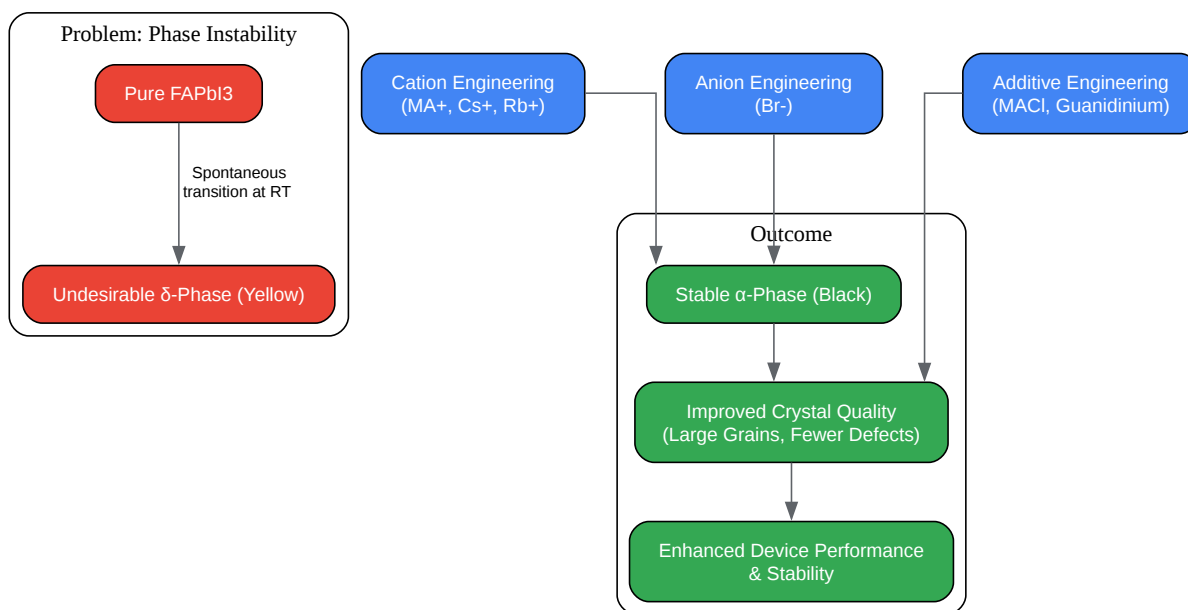 Problem: Phase Instability
Pure FAPbI3
Spontaneous
transition at RT
Undesirable δ-Phase (Yellow)
Cation Engineering
(MA+, Cs+, Rb+)
Anion Engineering
(Br-)
Additive Engineering
(MACl, Guanidinium)
Outcome
Stable α-Phase (Black)
Improved Crystal Quality
(Large Grains, Fewer Defects)
Enhanced Device Performance
& Stability